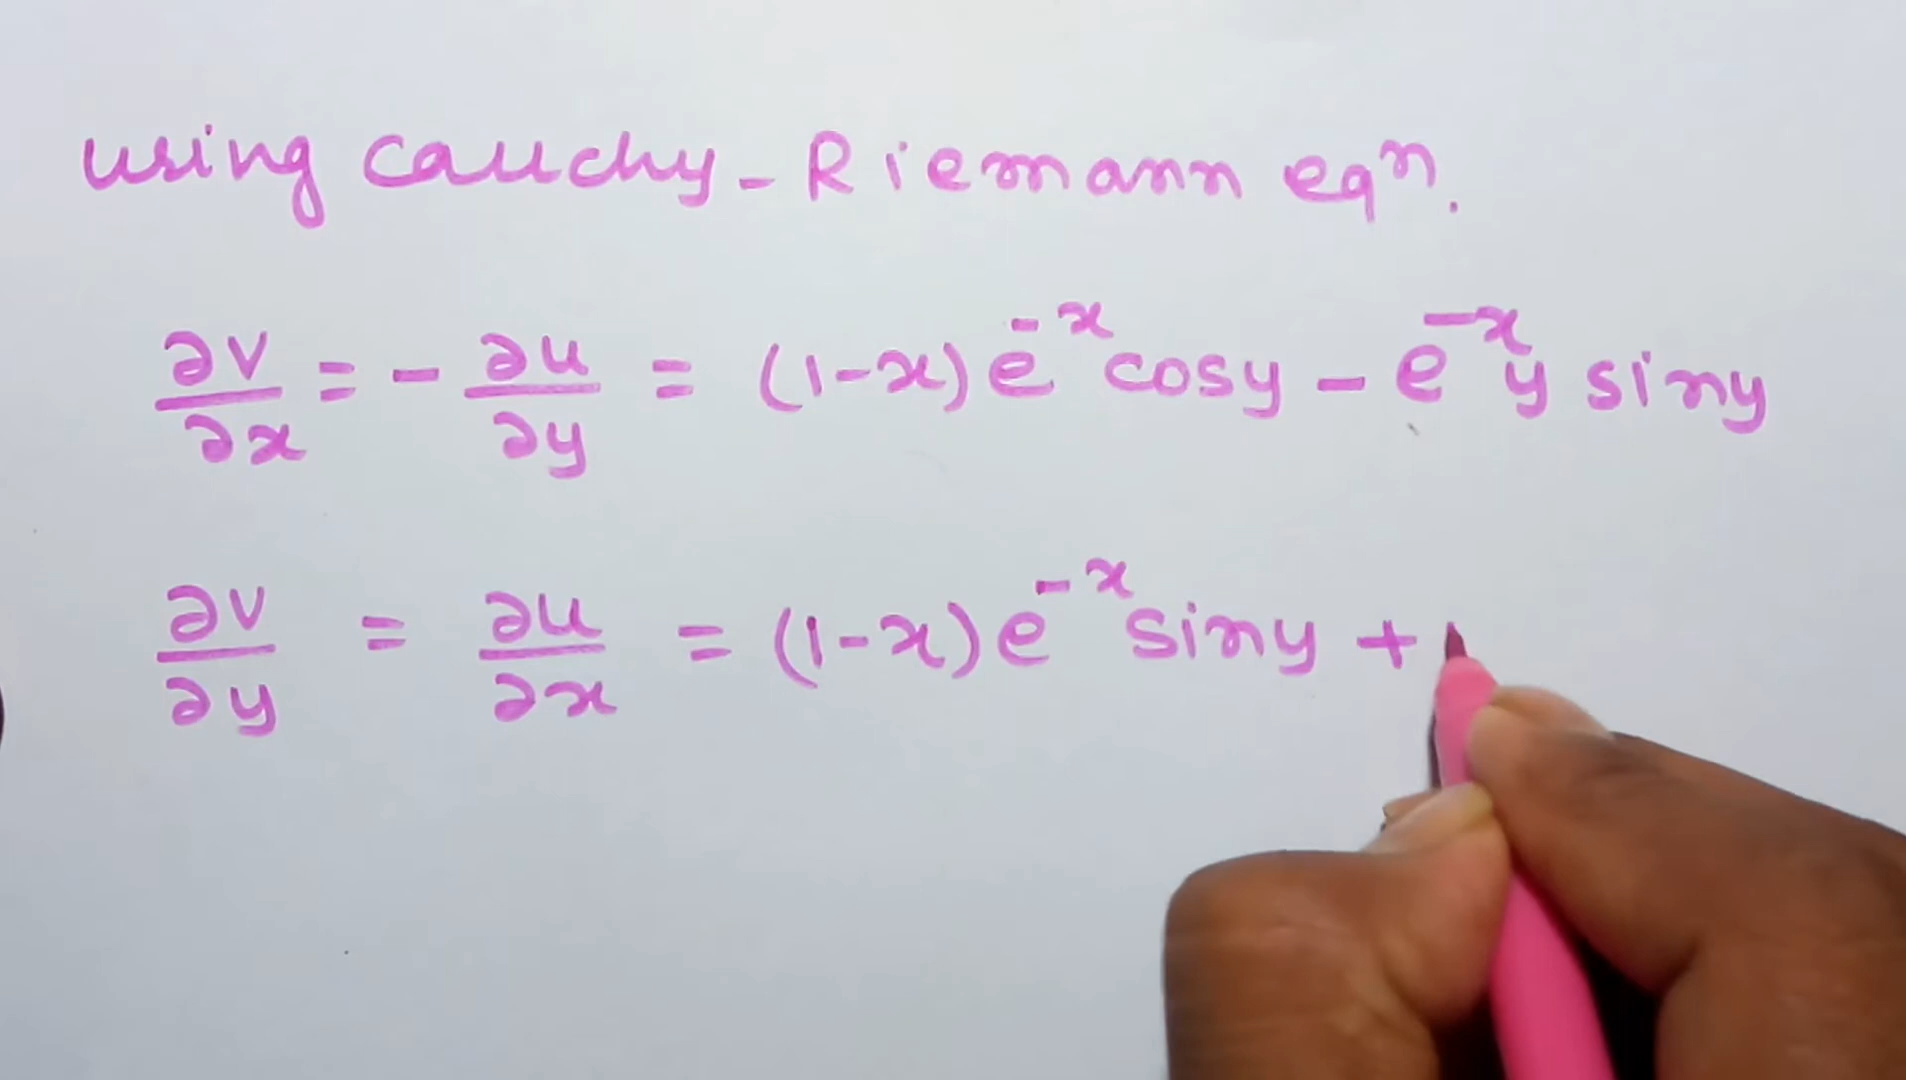 using Cauchy-Riemann eqⁿ.
∂v/∂x = - ∂u/∂y = (1-x) e^{-x} cosy - e^{-x} y siny
∂v/∂y = ∂u/∂x = (1-x) e^{-x} siny +